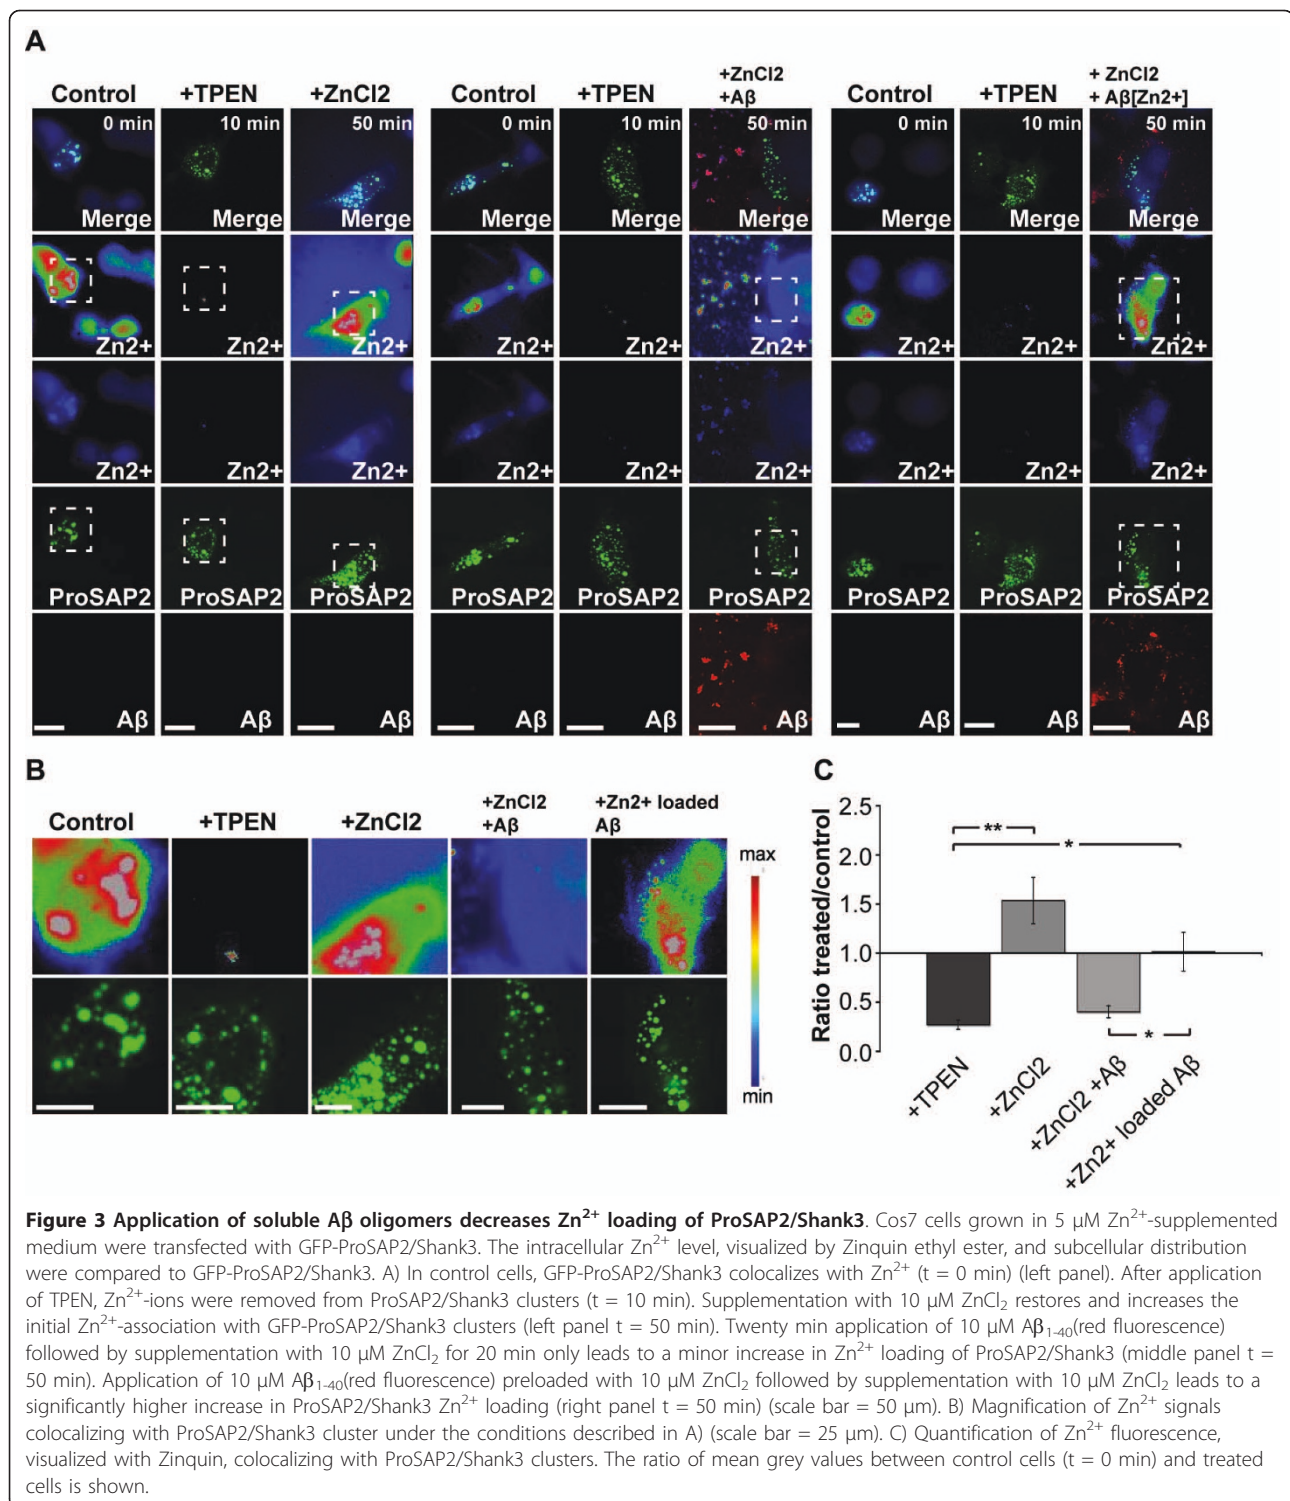 A
Control +TPEN +ZnCl2 Control +TPEN +ZnCl2 +Aβ Control +TPEN + ZnCl2 + Aβ[Zn2+]
0 min 10 min 50 min 0 min 10 min 50 min 0 min 10 min 50 min
Merge Merge Merge Merge Merge Merge Merge Merge Merge
Zn2+ Zn2+ Zn2+ Zn2+ Zn2+ Zn2+ Zn2+ Zn2+ Zn2+
Zn2+ Zn2+ Zn2+ Zn2+ Zn2+ Zn2+ Zn2+ Zn2+ Zn2+
ProSAP2 ProSAP2 ProSAP2 ProSAP2 ProSAP2 ProSAP2 ProSAP2 ProSAP2 ProSAP2
Aβ Aβ Aβ Aβ Aβ Aβ Aβ Aβ Aβ
B
Control +TPEN +ZnCl2 +ZnCl2 +Aβ +Zn2+ loaded Aβ
max
min
C
Ratio treated/control
2.5
2.0
1.5
1.0
0.5
0.0
**
*
*
+TPEN
+ZnCl2
+ZnCl2 +Aβ
+Zn2+ loaded Aβ
Figure 3 Application of soluble Aβ oligomers decreases Zn²⁺ loading of ProSAP2/Shank3. Cos7 cells grown in 5 μM Zn²⁺-supplemented
medium were transfected with GFP-ProSAP2/Shank3. The intracellular Zn²⁺ level, visualized by Zinquin ethyl ester, and subcellular distribution
were compared to GFP-ProSAP2/Shank3. A) In control cells, GFP-ProSAP2/Shank3 colocalizes with Zn²⁺ (t = 0 min) (left panel). After application
of TPEN, Zn²⁺-ions were removed from ProSAP2/Shank3 clusters (t = 10 min). Supplementation with 10 μM ZnCl₂ restores and increases the
initial Zn²⁺-association with GFP-ProSAP2/Shank3 clusters (left panel t = 50 min). Twenty min application of 10 μM Aβ₁₋₄₀(red fluorescence)
followed by supplementation with 10 μM ZnCl₂ for 20 min only leads to a minor increase in Zn²⁺ loading of ProSAP2/Shank3 (middle panel t =
50 min). Application of 10 μM Aβ₁₋₄₀(red fluorescence) preloaded with 10 μM ZnCl₂ followed by supplementation with 10 μM ZnCl₂ leads to a
significantly higher increase in ProSAP2/Shank3 Zn²⁺ loading (right panel t = 50 min) (scale bar = 50 μm). B) Magnification of Zn²⁺ signals
colocalizing with ProSAP2/Shank3 cluster under the conditions described in A) (scale bar = 25 μm). C) Quantification of Zn²⁺ fluorescence,
visualized with Zinquin, colocalizing with ProSAP2/Shank3 clusters. The ratio of mean grey values between control cells (t = 0 min) and treated
cells is shown.